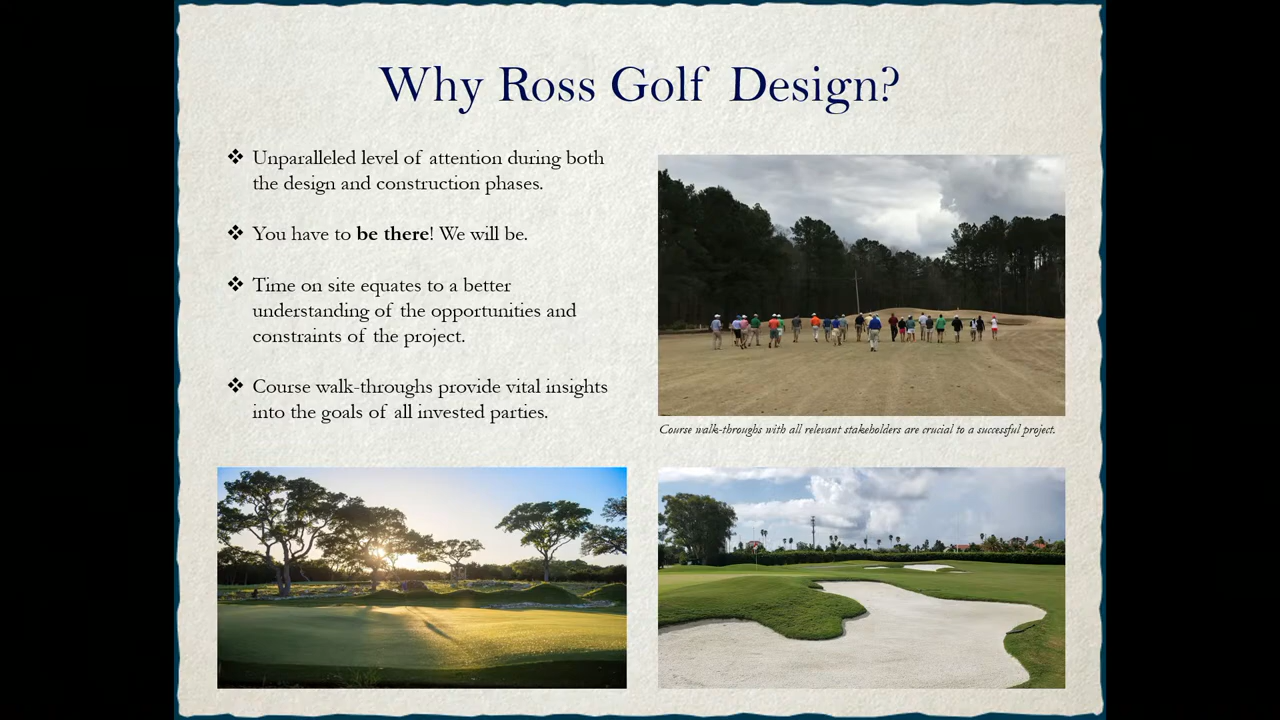 Why Ross Golf Design?
❖ Unparalleled level of attention during both
the design and construction phases.
❖ You have to be there! We will be.
❖ Time on site equates to a better
understanding of the opportunities and
constraints of the project.
❖ Course walk-throughs provide vital insights
into the goals of all invested parties.
Course walk-throughs with all relevant stakeholders are crucial to a successful project.